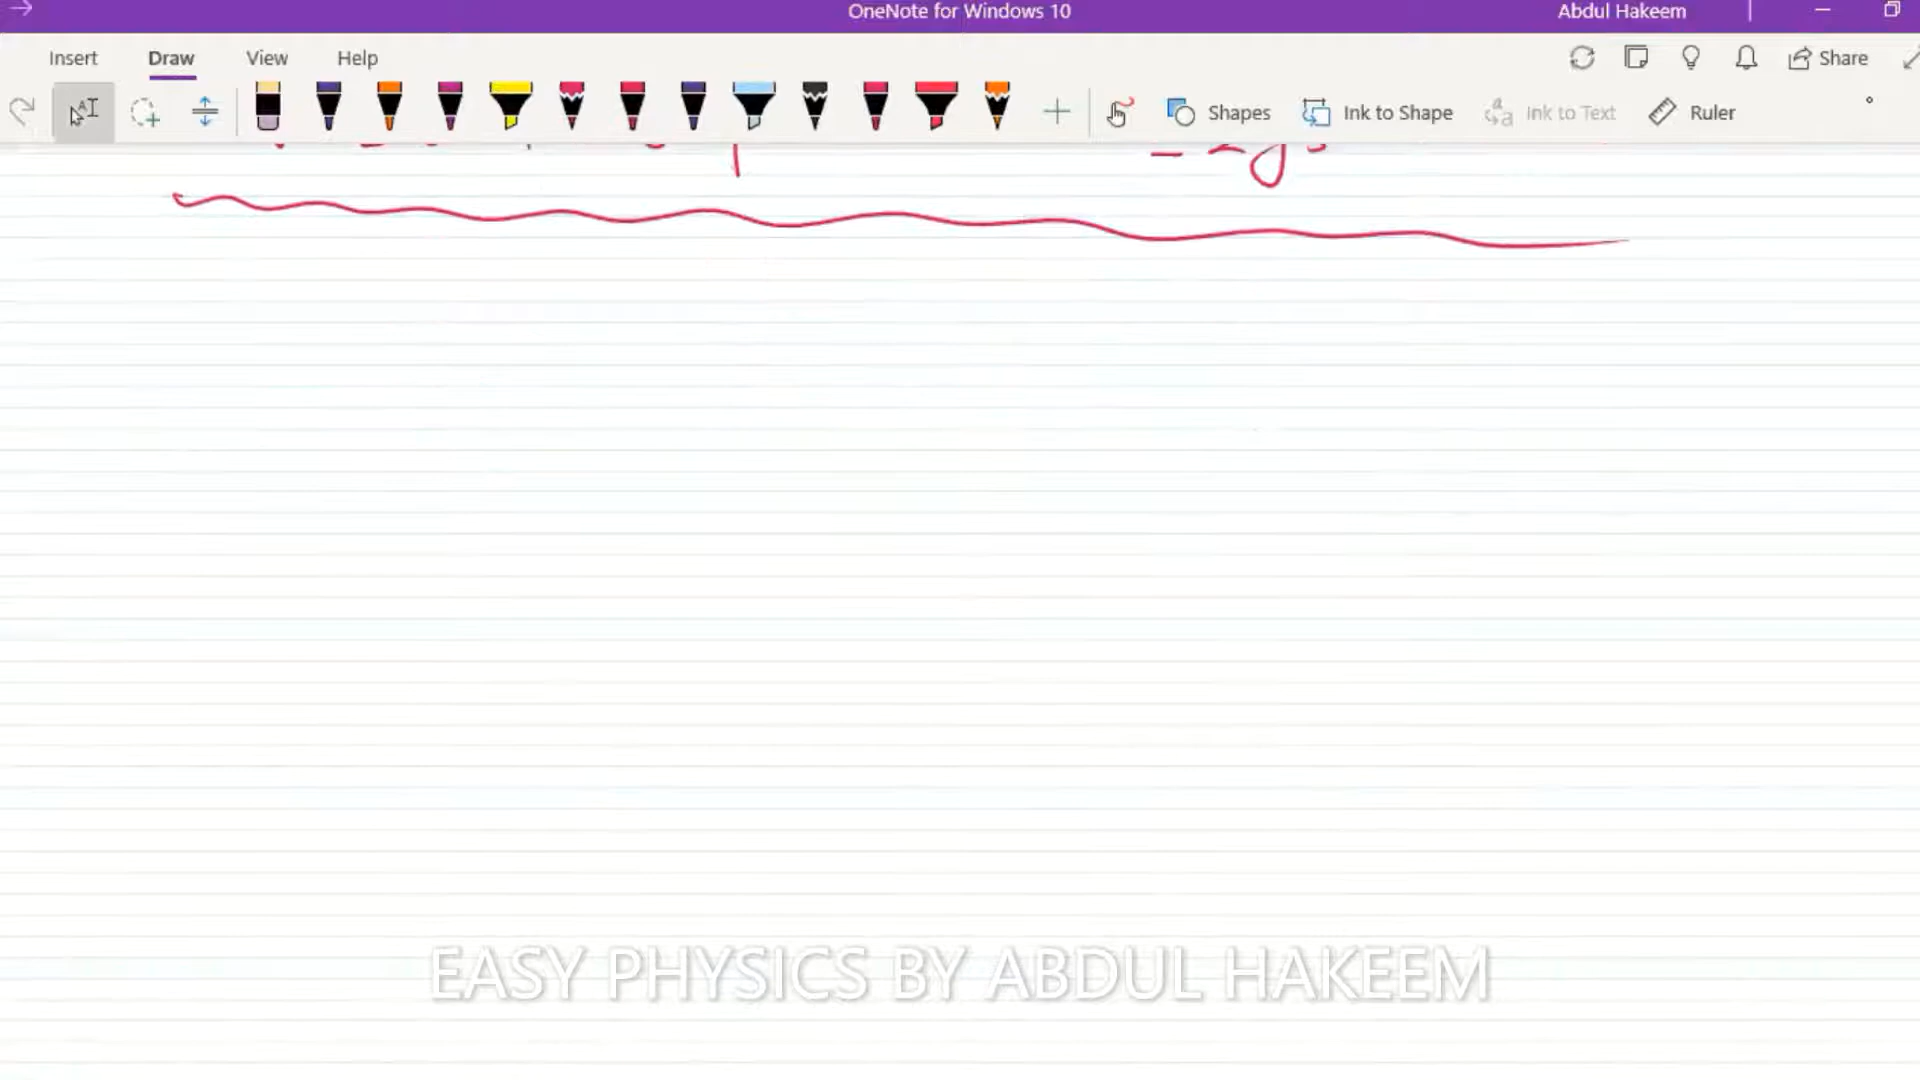 OneNote for Windows 10
Abdul Hakeem
Insert Draw View Help
Share
Shapes Ink to Shape Ink to Text Ruler
EASY PHYSICS BY ABDUL HAKEEM